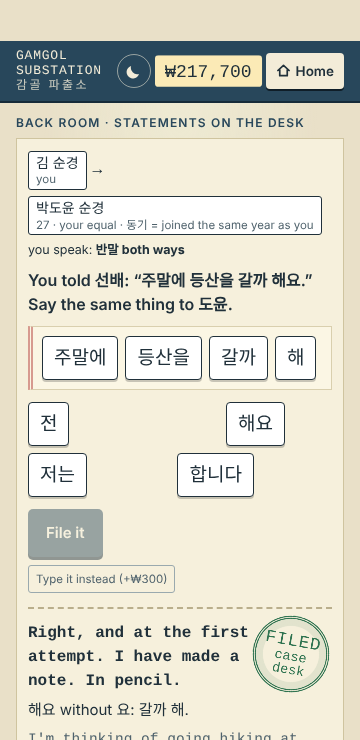 GAMGOL
SUBSTATION
감골 파출소
₩217,700
Home
BACK ROOM · STATEMENTS ON THE DESK
김 순경
you
→
박도윤 순경
27 · your equal · 동기 = joined the same year as you
you speak: 반말 both ways
You told 선배: “주말에 등산을 갈까 해요.”
Say the same thing to 도윤.
주말에 등산을 갈까 해
전 해요
저는 합니다
File it
Type it instead (+₩300)
Right, and at the first
attempt. I have made a
note. In pencil.
FILED
case
desk
해요 without 요: 갈까 해.
I'm thinking of going hiking at